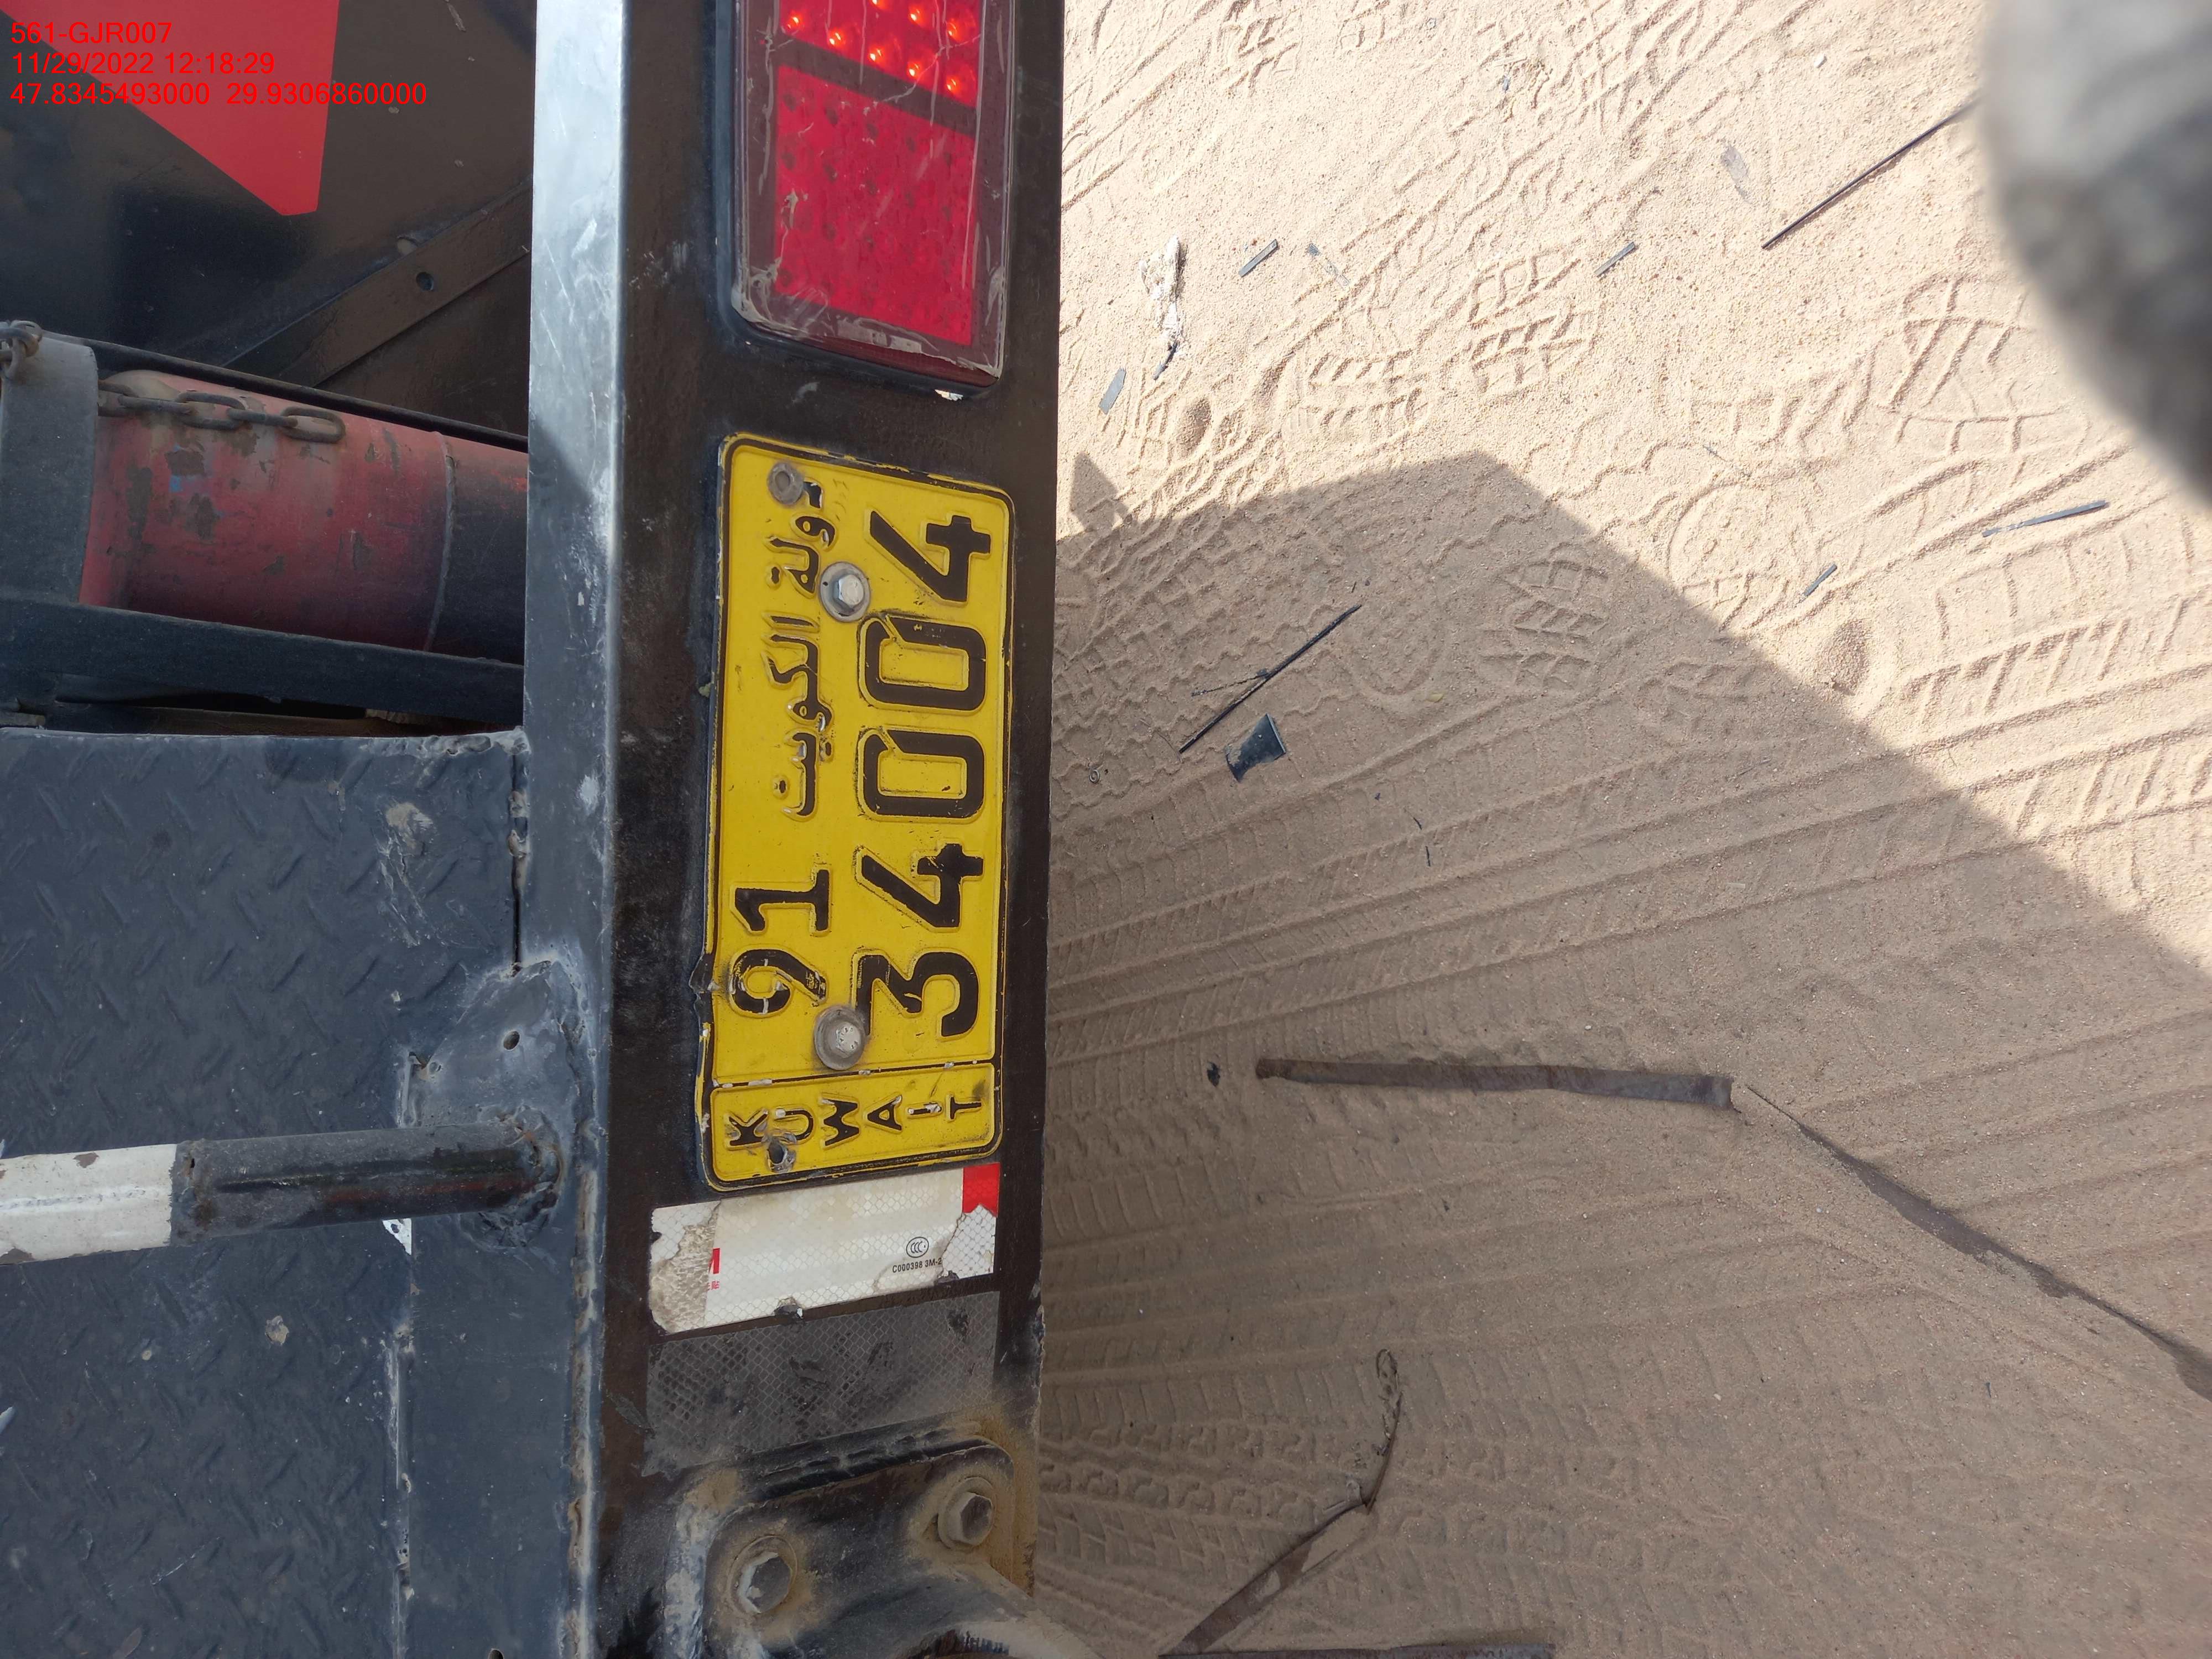 561-GJR007
11/29/2022 12:18:29
47.8345493000 29.9306860000
91 دولة الكويت
34004
KUWAIT
C000398 3M-